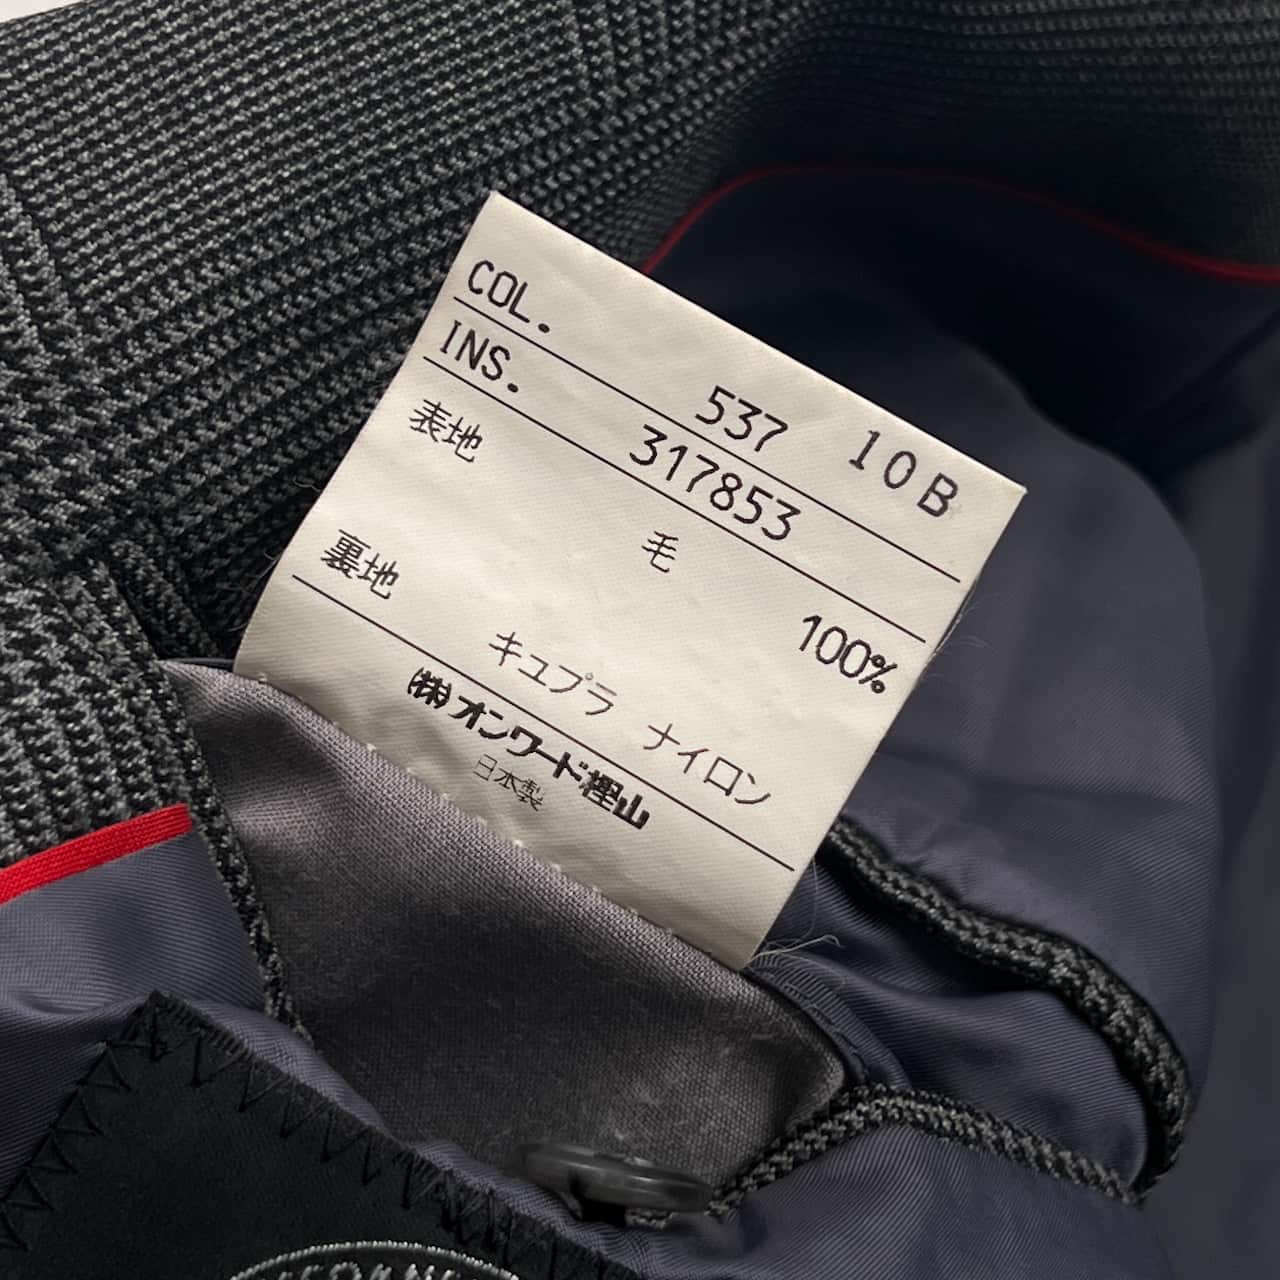 COL. 537 10B
INS. 317853
表地 毛 100%
裏地 キュプラ ナイロン
(株)オンワード樫山
日本製